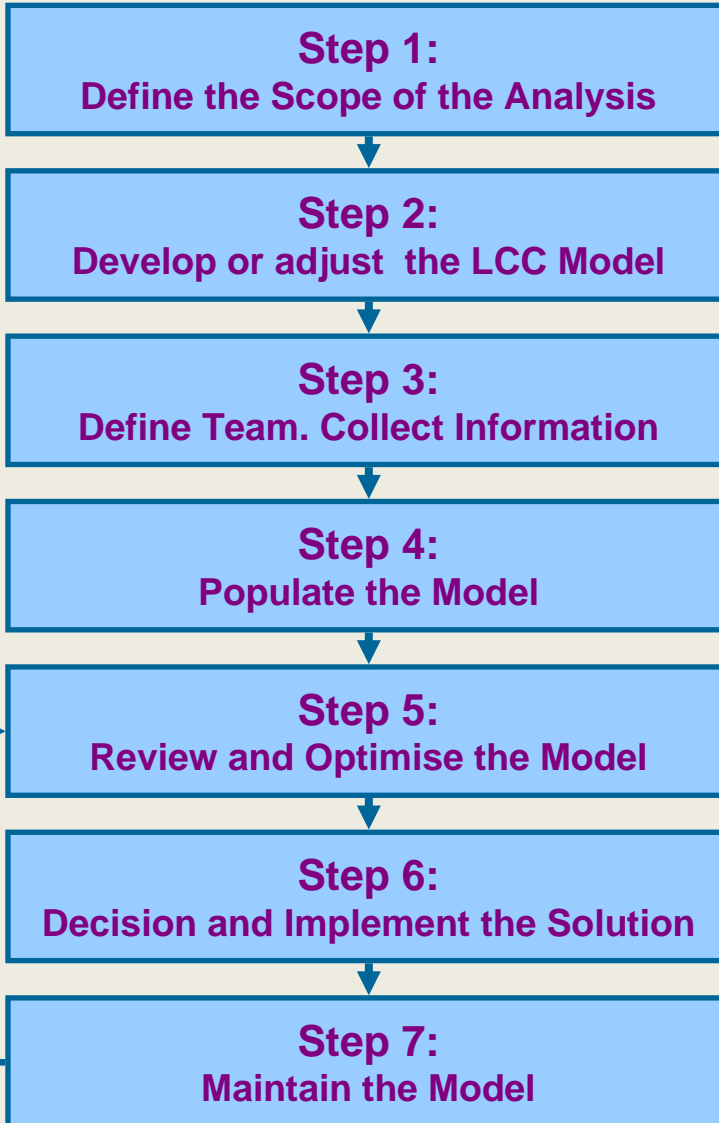 Step 1:
Define the Scope of the Analysis
Step 2:
Develop or adjust  the LCC Model
Step 3:
Define Team. Collect Information
Step 4:
Populate the Model
Step 5:
Review and Optimise the Model
Step 6:
Decision and Implement the Solution
Step 7:
Maintain the Model